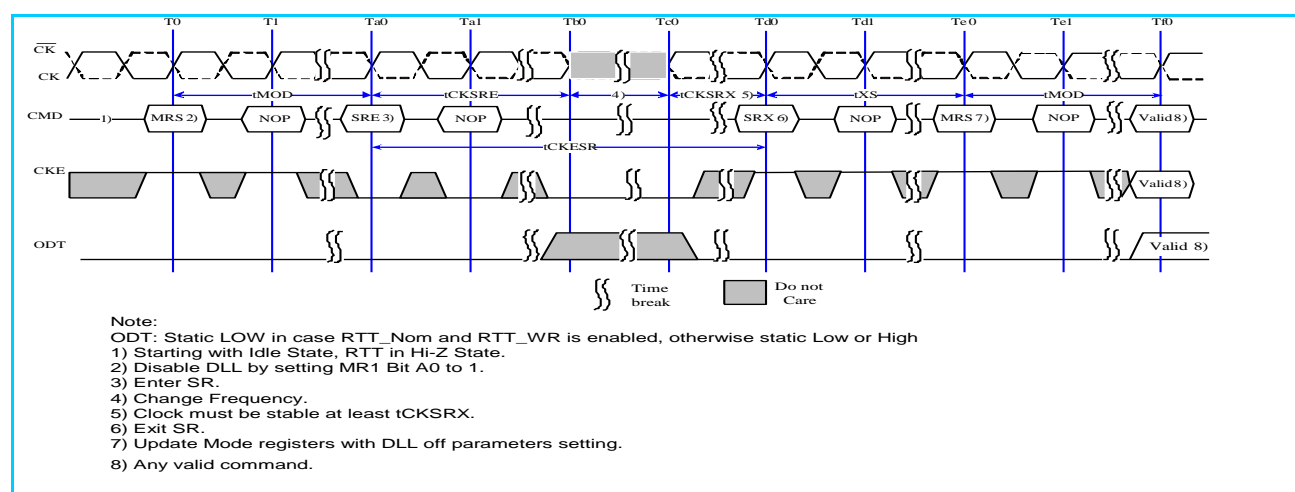 T0 T1 Ta0 Ta1 Tb0 Tc0 Td0 Td1 Te0 Te1 Tf0
CK
CK
tMOD tCKSRE 4) tCKSRX 5) tXS tMOD
CMD 1) MRS 2) NOP SRE 3) NOP SRX 6) NOP MRS 7) NOP Valid 8)
tCKESR
CKE Valid 8)
ODT Valid 8)
Time break
Do not Care
Note:
ODT: Static LOW in case RTT_Nom and RTT_WR is enabled, otherwise static Low or High
1) Starting with Idle State, RTT in Hi-Z State.
2) Disable DLL by setting MR1 Bit A0 to 1.
3) Enter SR.
4) Change Frequency.
5) Clock must be stable at least tCKSRX.
6) Exit SR.
7) Update Mode registers with DLL off parameters setting.
8) Any valid command.